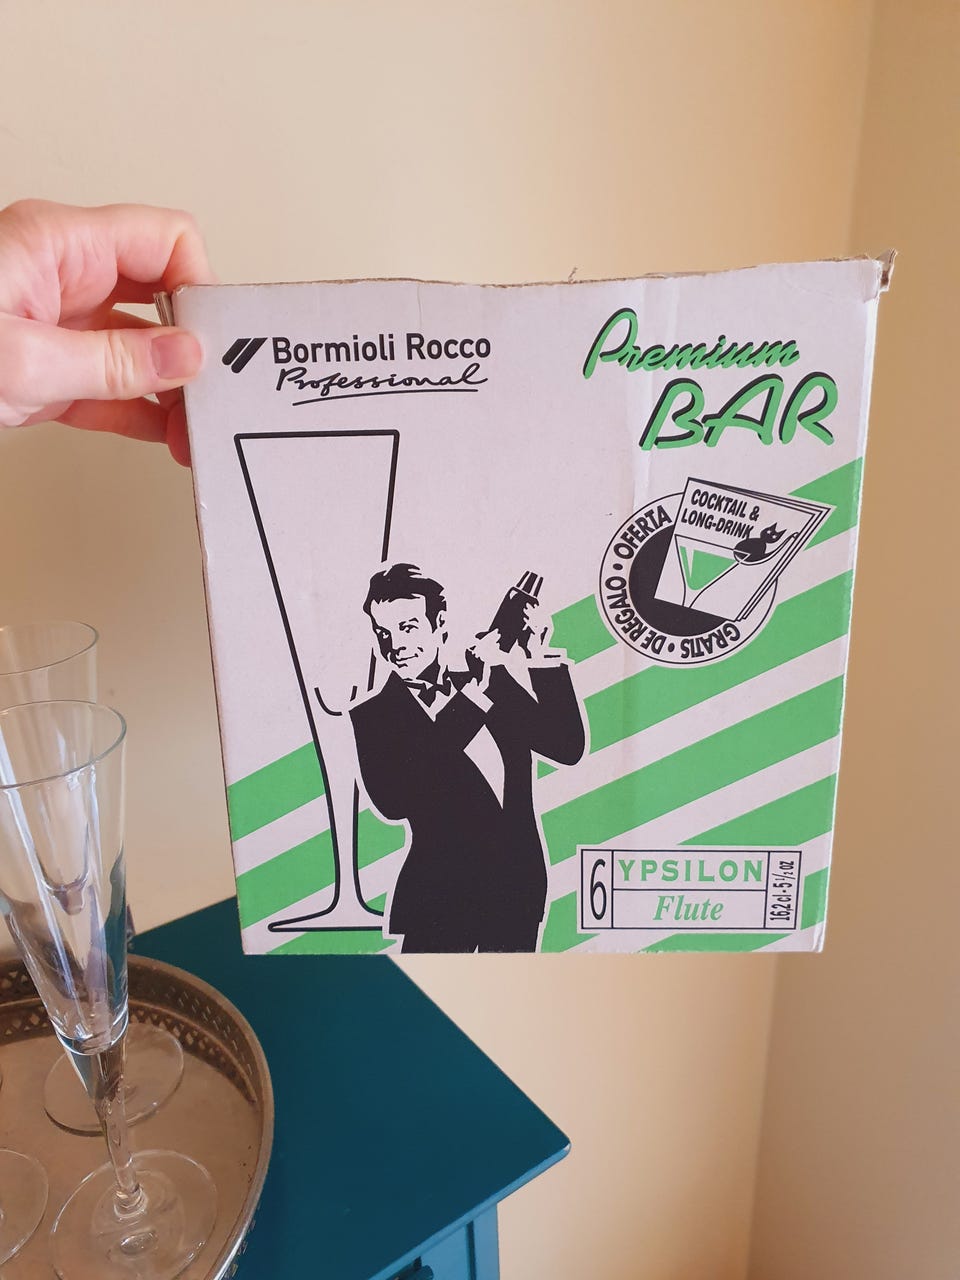 Bormioli Rocco
Professional
Premium
BAR
COCKTAIL &
LONG-DRINK
OFERTA • DE REGALO • GRATIS •
6
YPSILON
Flute
16,2 cl - 5 1/2 oz